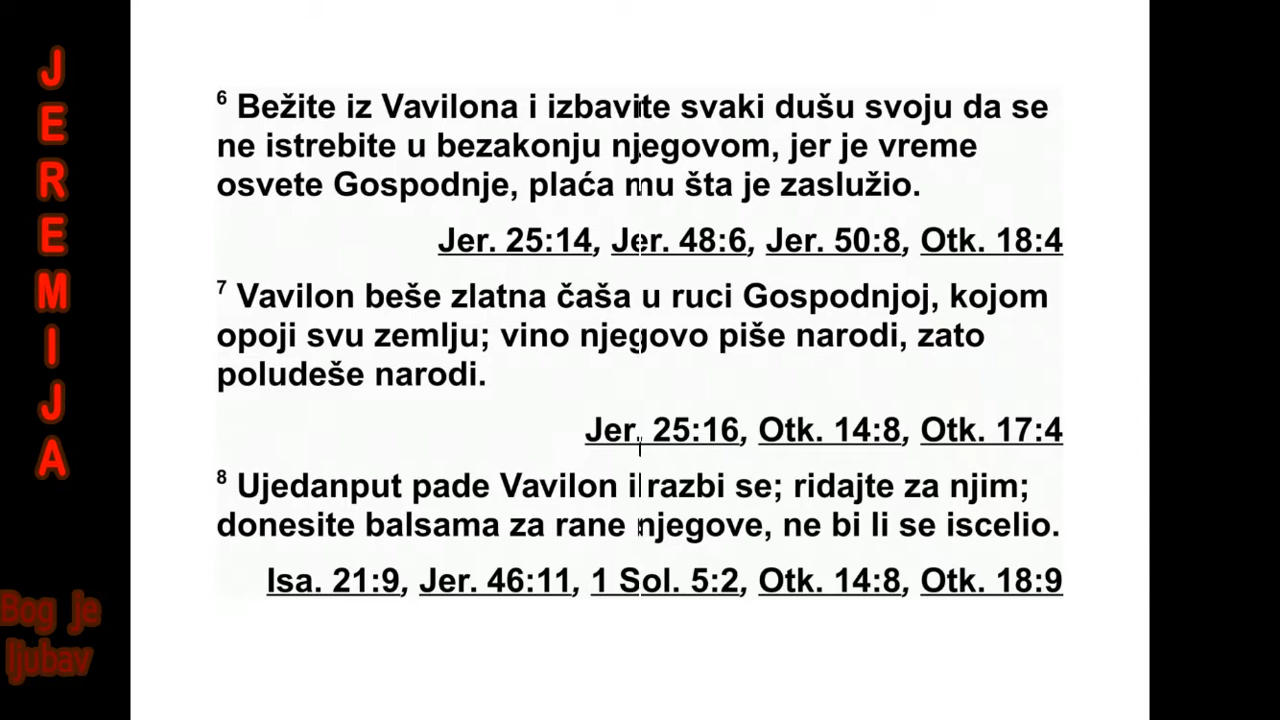 JEREMIJA
Bog je
ljubav
6 Bežite iz Vavilona i izbavite svaki dušu svoju da se
ne istrebite u bezakonju njegovom, jer je vreme
osvete Gospodnje, plaća mu šta je zaslužio.
Jer. 25:14, Jer. 48:6, Jer. 50:8, Otk. 18:4
7 Vavilon beše zlatna čaša u ruci Gospodnjoj, kojom
opoji svu zemlju; vino njegovo piše narodi, zato
poludeše narodi.
Jer. 25:16, Otk. 14:8, Otk. 17:4
8 Ujedanput pade Vavilon i razbi se; ridajte za njim;
donesite balsama za rane njegove, ne bi li se iscelio.
Isa. 21:9, Jer. 46:11, 1 Sol. 5:2, Otk. 14:8, Otk. 18:9